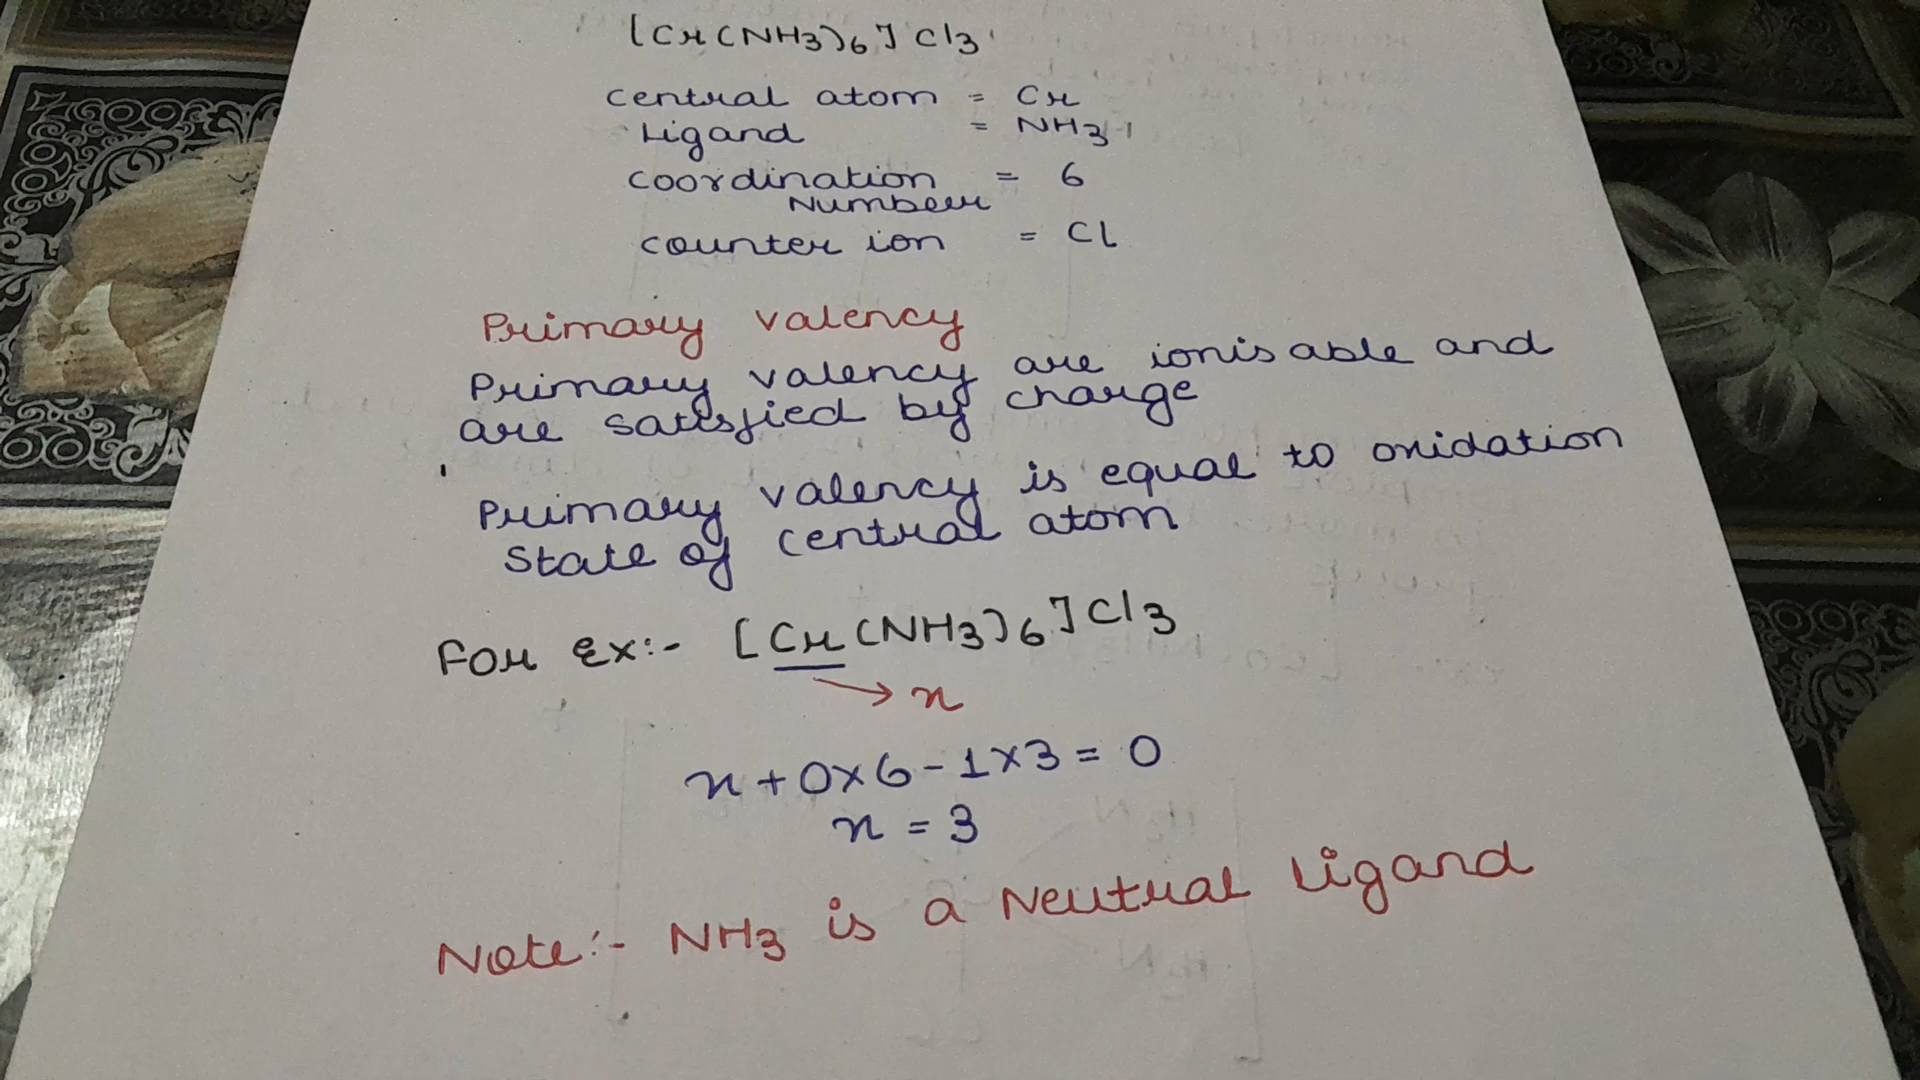 [Cr(NH3)6]Cl3
central atom = Cr
Ligand = NH3
coordination = 6
Number
counter ion = Cl
Primary valency
Primary valency are ionisable and
are satisfied by charge
Primary valency is equal to oxidation
State of central atom
For Ex:- [Cr(NH3)6]Cl3
→ x
x+0×6-1×3=0
x = 3
Note:- NH3 is a Neutral Ligand